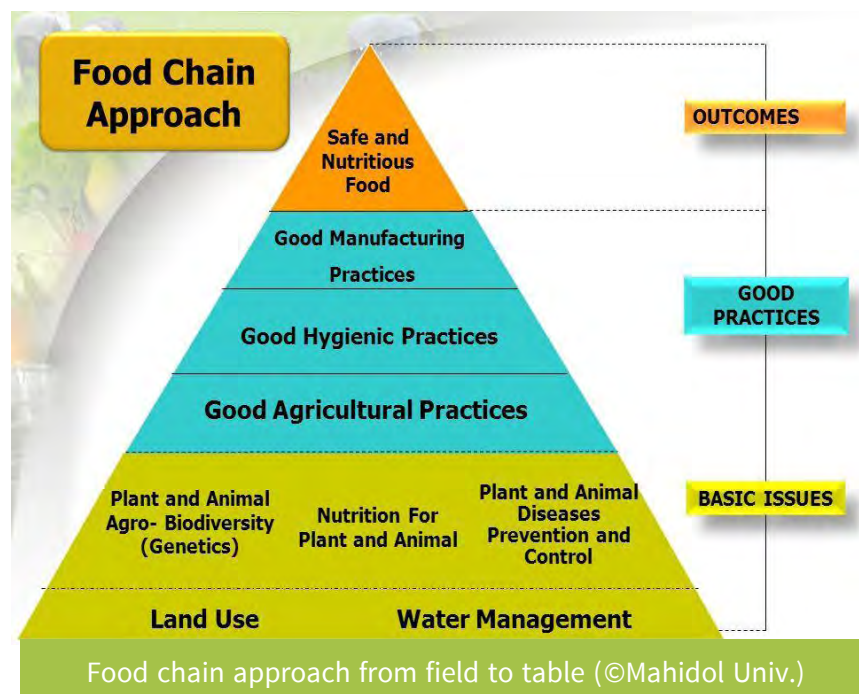 Food Chain
Approach
OUTCOMES
Safe and
Nutritious
Food
Good Manufacturing
Practices
GOOD
PRACTICES
Good Hygienic Practices
Good Agricultural Practices
Plant and Animal
Agro- Biodiversity
(Genetics)
Nutrition For
Plant and Animal
Plant and Animal
Diseases
Prevention and
Control
BASIC ISSUES
Land Use
Water Management
Food chain approach from field to table (©Mahidol Univ.)